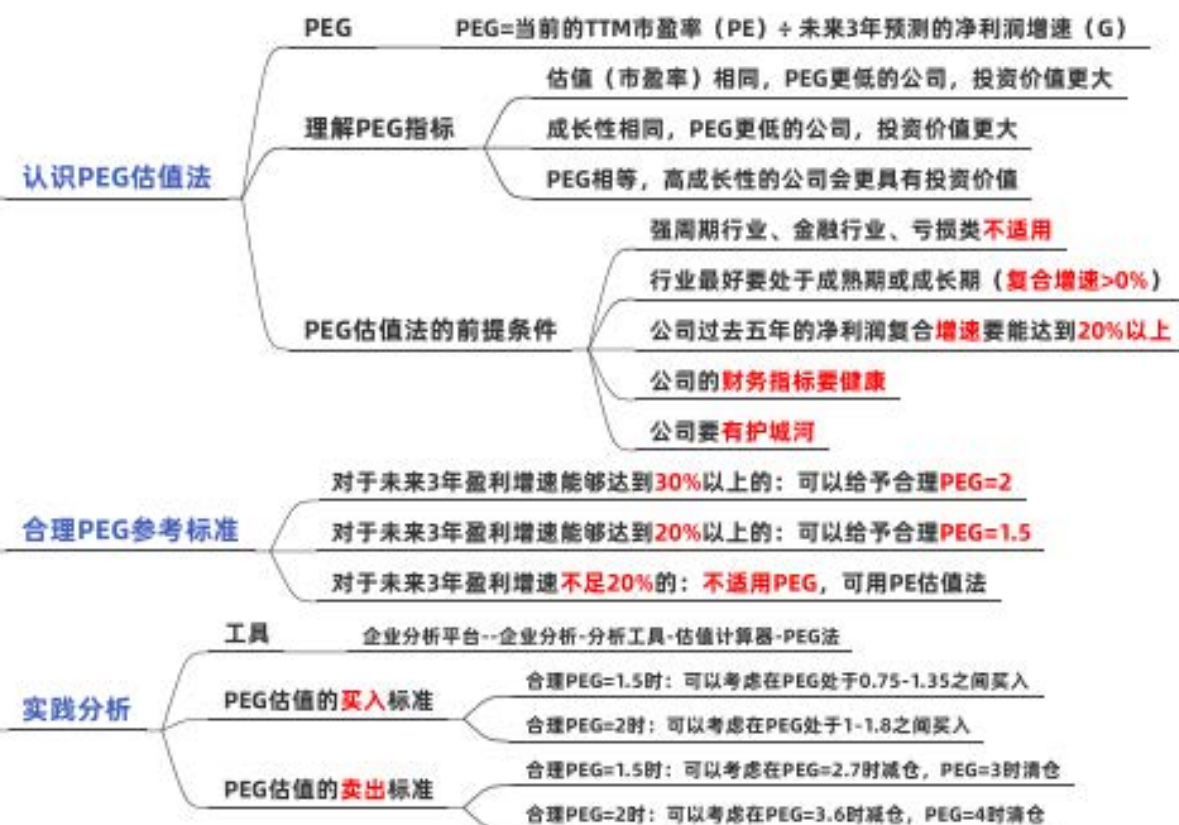 认识PEG估值法
PEG
PEG=当前的TTM市盈率（PE）÷未来3年预测的净利润增速（G）
理解PEG指标
估值（市盈率）相同，PEG更低的公司，投资价值更大
成长性相同，PEG更低的公司，投资价值更大
PEG相等，高成长性的公司会更具有投资价值
PEG估值法的前提条件
强周期行业、金融行业、亏损类不适用
行业最好要处于成熟期或成长期（复合增速>0%）
公司过去五年的净利润复合增速要能达到20%以上
公司的财务指标要健康
公司要有护城河
合理PEG参考标准
对于未来3年盈利增速能够达到30%以上的：可以给予合理PEG=2
对于未来3年盈利增速能够达到20%以上的：可以给予合理PEG=1.5
对于未来3年盈利增速不足20%的：不适用PEG，可用PE估值法
实践分析
工具
企业分析平台--企业分析-分析工具-估值计算器-PEG法
PEG估值的买入标准
合理PEG=1.5时：可以考虑在PEG处于0.75-1.35之间买入
合理PEG=2时：可以考虑在PEG处于1-1.8之间买入
PEG估值的卖出标准
合理PEG=1.5时：可以考虑在PEG=2.7时减仓，PEG=3时清仓
合理PEG=2时：可以考虑在PEG=3.6时减仓，PEG=4时清仓